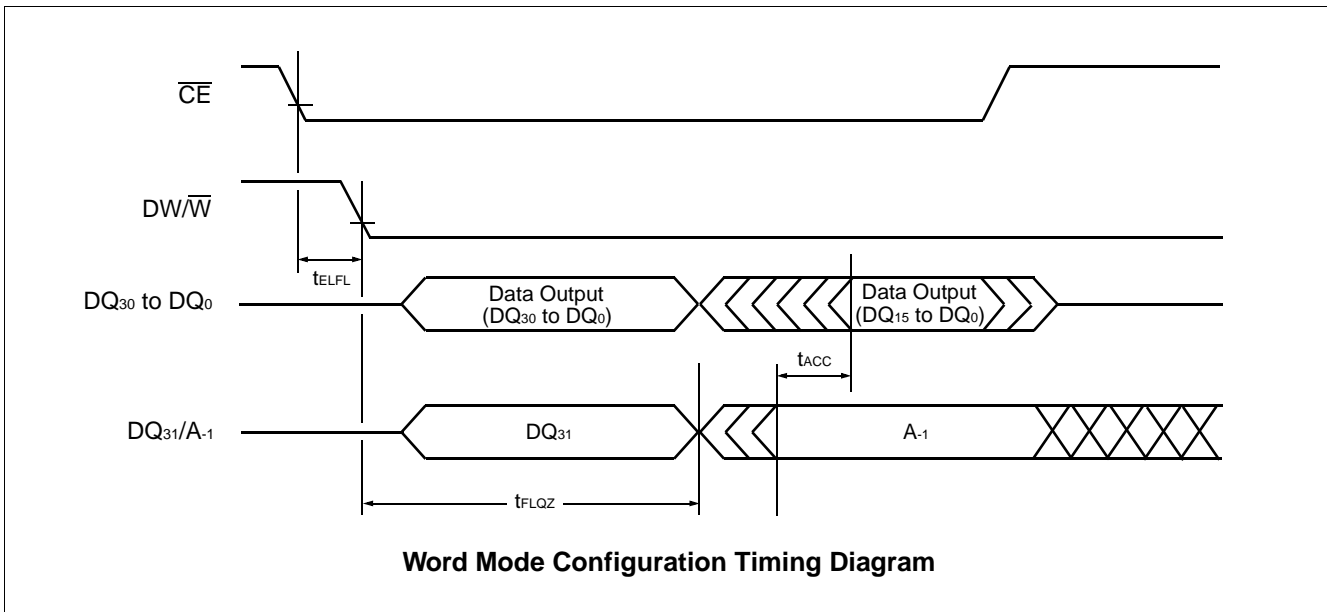 CE
DW/W
tELFL
DQ30 to DQ0
Data Output
(DQ30 to DQ0)
Data Output
(DQ15 to DQ0)
tACC
DQ31/A-1
DQ31
A-1
tFLQZ
Word Mode Configuration Timing Diagram